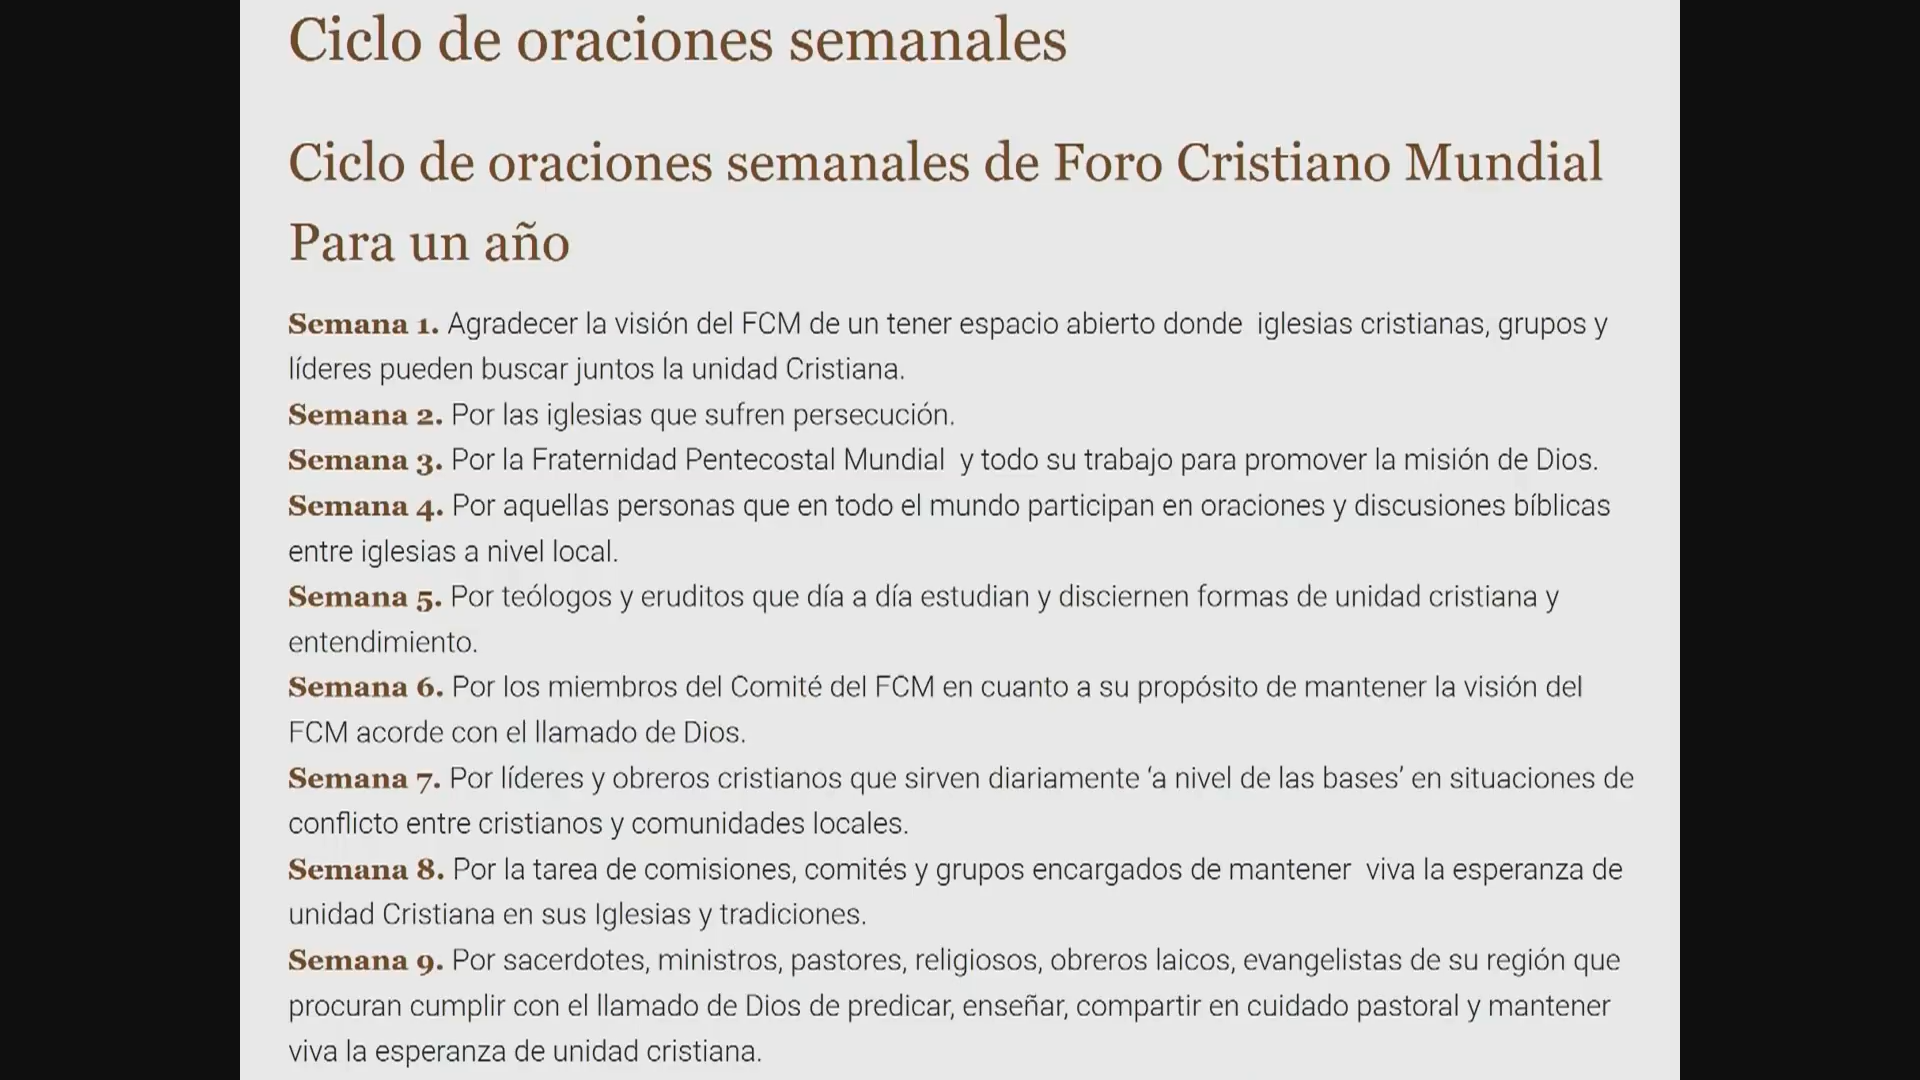 Ciclo de oraciones semanales
Ciclo de oraciones semanales de Foro Cristiano Mundial
Para un año
Semana 1. Agradecer la visión del FCM de un tener espacio abierto donde  iglesias cristianas, grupos y
líderes pueden buscar juntos la unidad Cristiana.
Semana 2. Por las iglesias que sufren persecución.
Semana 3. Por la Fraternidad Pentecostal Mundial  y todo su trabajo para promover la misión de Dios.
Semana 4. Por aquellas personas que en todo el mundo participan en oraciones y discusiones bíblicas
entre iglesias a nivel local.
Semana 5. Por teólogos y eruditos que día a día estudian y disciernen formas de unidad cristiana y
entendimiento.
Semana 6. Por los miembros del Comité del FCM en cuanto a su propósito de mantener la visión del
FCM acorde con el llamado de Dios.
Semana 7. Por líderes y obreros cristianos que sirven diariamente ‘a nivel de las bases’ en situaciones de
conflicto entre cristianos y comunidades locales.
Semana 8. Por la tarea de comisiones, comités y grupos encargados de mantener  viva la esperanza de
unidad Cristiana en sus Iglesias y tradiciones.
Semana 9. Por sacerdotes, ministros, pastores, religiosos, obreros laicos, evangelistas de su región que
procuran cumplir con el llamado de Dios de predicar, enseñar, compartir en cuidado pastoral y mantener
viva la esperanza de unidad cristiana.